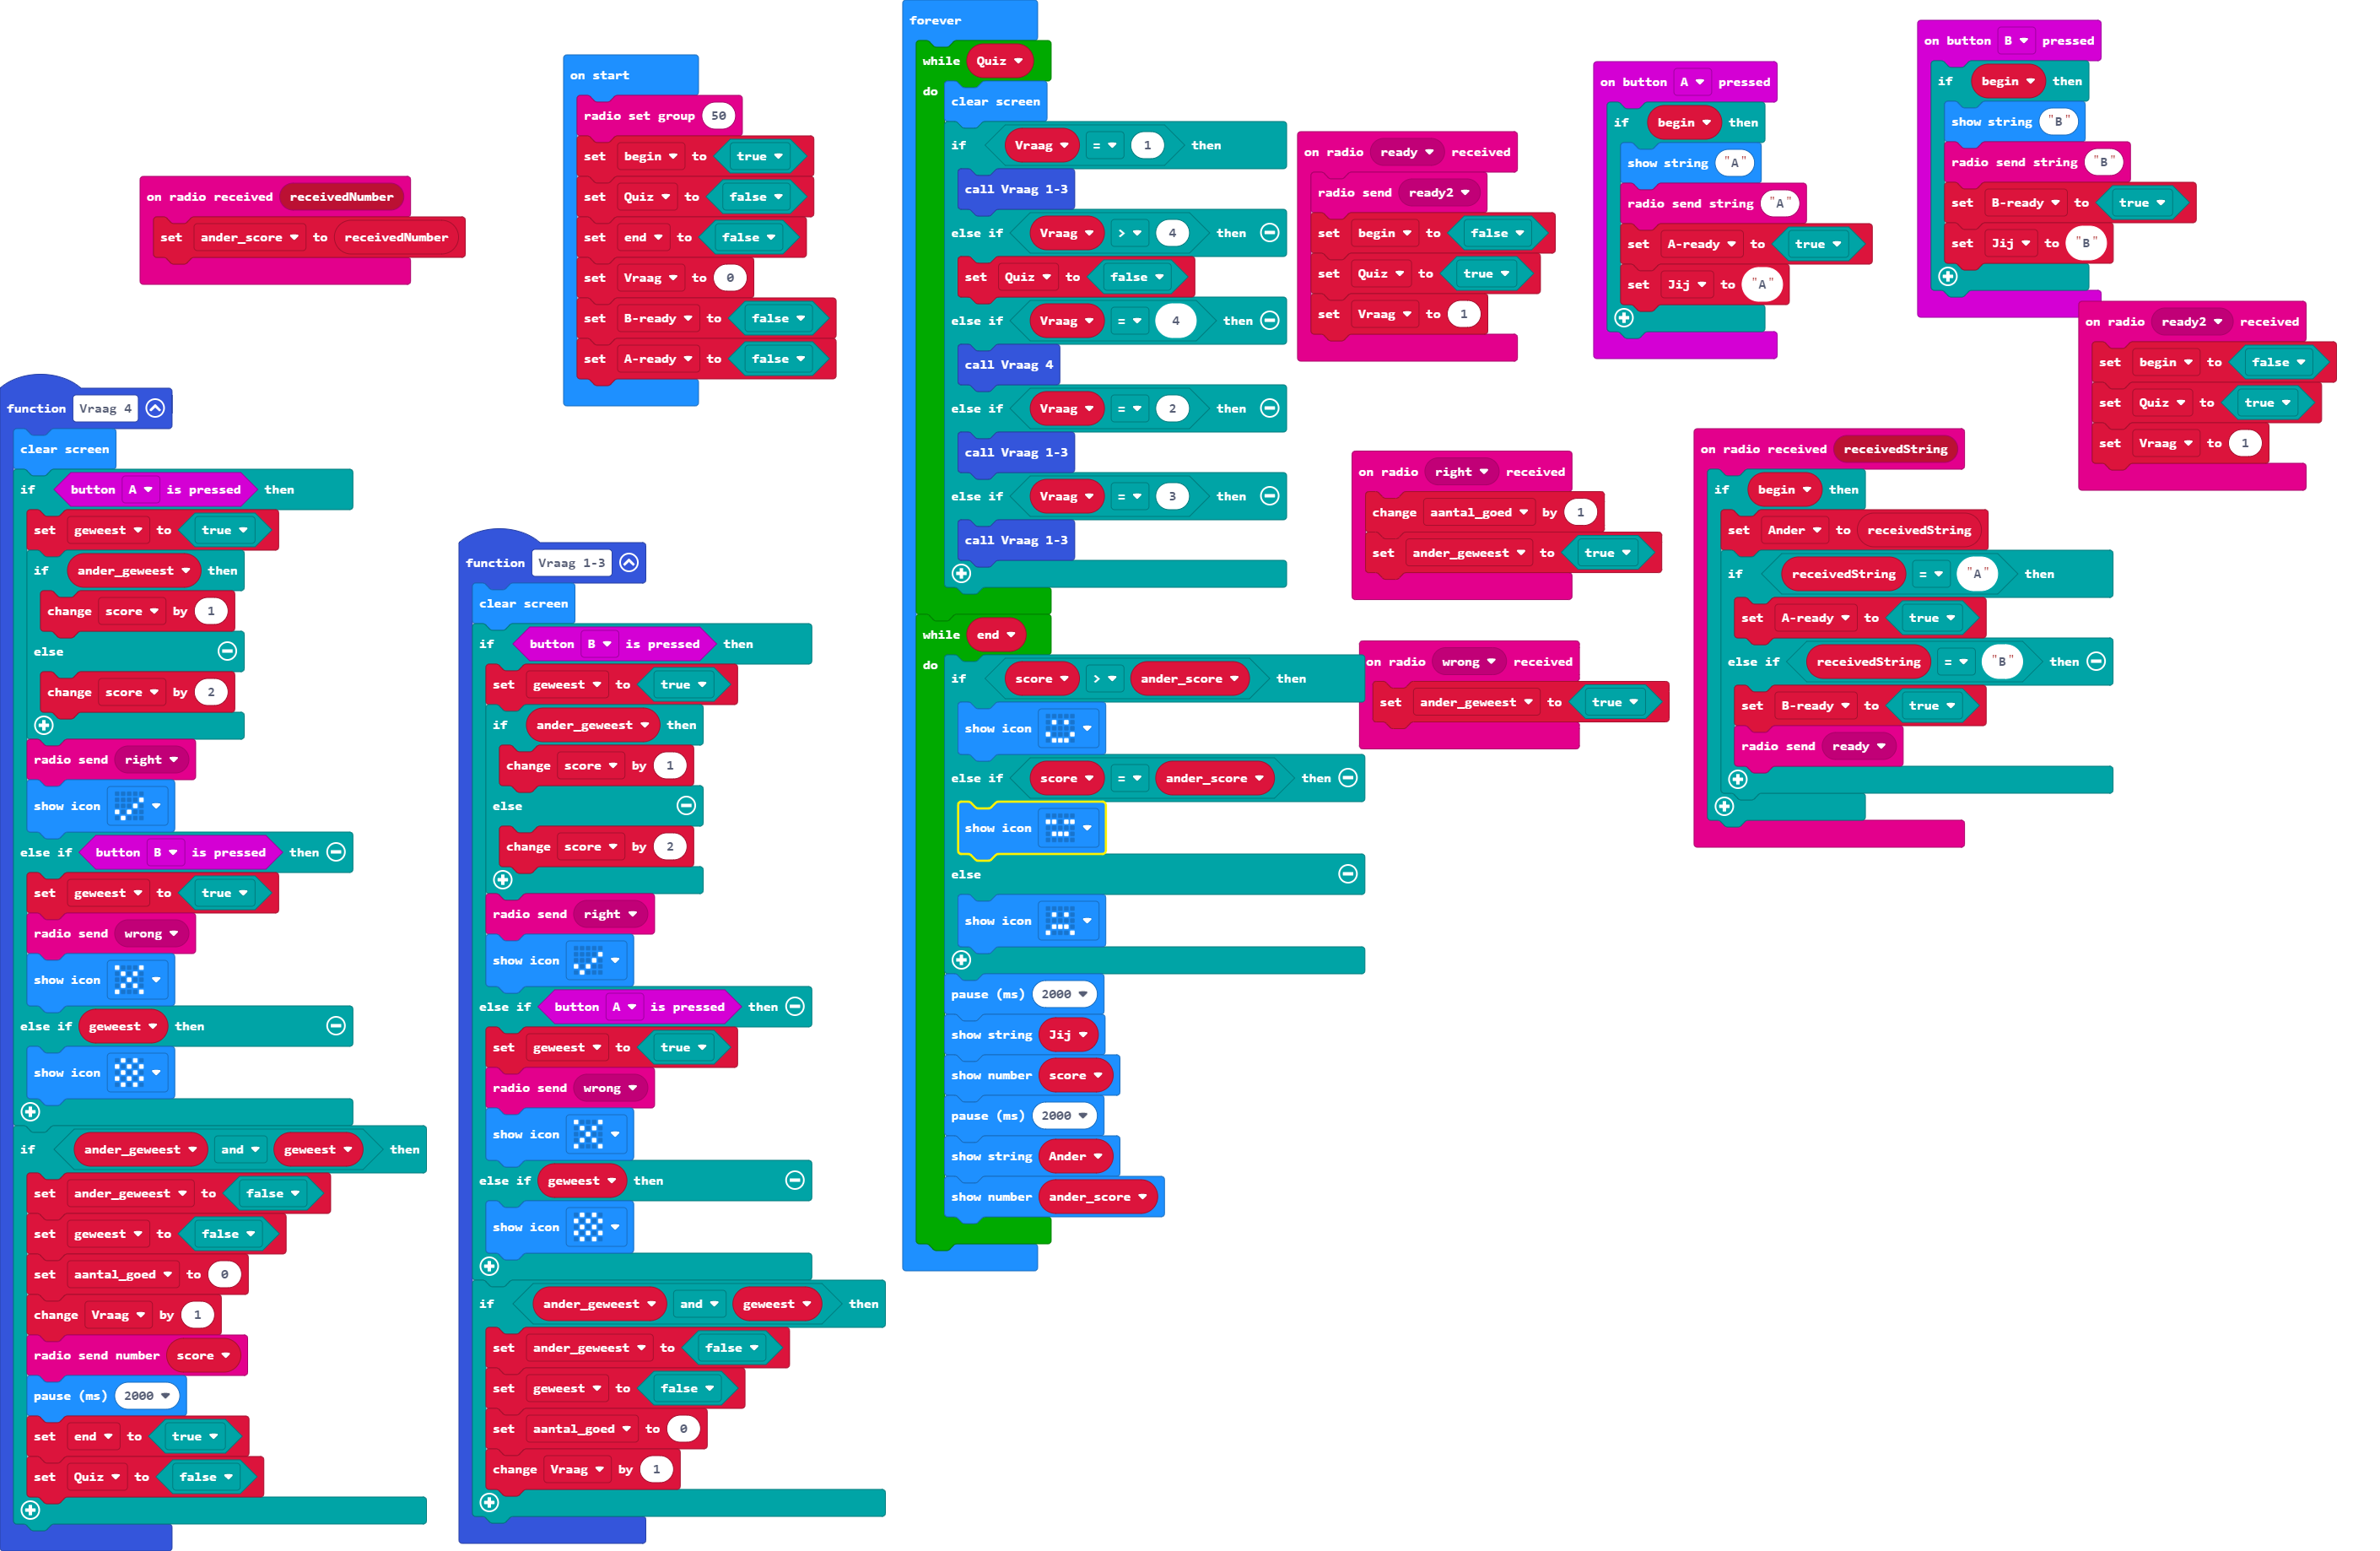 on radio received receivedNumber
set ander_score to receivedNumber
on start
radio set group 50
set begin to true
set Quiz to false
set end to false
set Vraag to 0
set B-ready to false
set A-ready to false
function Vraag 4
clear screen
if button A is pressed then
set geweest to true
if ander_geweest then
change score by 1
else
change score by 2
radio send right
show icon
else if button B is pressed then
set geweest to true
radio send wrong
show icon
else if geweest then
show icon
if ander_geweest and geweest then
set ander_geweest to false
set geweest to false
set aantal_goed to 0
change Vraag by 1
radio send number score
pause (ms) 2000
set end to true
set Quiz to false
function Vraag 1-3
clear screen
if button B is pressed then
set geweest to true
if ander_geweest then
change score by 1
else
change score by 2
radio send right
show icon
else if button A is pressed then
set geweest to true
radio send wrong
show icon
else if geweest then
show icon
if ander_geweest and geweest then
set ander_geweest to false
set geweest to false
set aantal_goed to 0
change Vraag by 1
forever
while Quiz
do
clear screen
if Vraag = 1 then
call Vraag 1-3
else if Vraag > 4 then
set Quiz to false
else if Vraag = 4 then
call Vraag 4
else if Vraag = 2 then
call Vraag 1-3
else if Vraag = 3 then
call Vraag 1-3
while end
do
if score > ander_score then
show icon
else if score = ander_score then
show icon
else
show icon
pause (ms) 2000
show string Jij
show number score
pause (ms) 2000
show string Ander
show number ander_score
on radio ready received
radio send ready2
set begin to false
set Quiz to true
set Vraag to 1
on radio right received
change aantal_goed by 1
set ander_geweest to true
on radio wrong received
set ander_geweest to true
on button A pressed
if begin then
show string "A"
radio send string "A"
set A-ready to true
set Jij to "A"
on button B pressed
if begin then
show string "B"
radio send string "B"
set B-ready to true
set Jij to "B"
on radio ready2 received
set begin to false
set Quiz to true
set Vraag to 1
on radio received receivedString
if begin then
set Ander to receivedString
if receivedString = "A" then
set A-ready to true
else if receivedString = "B" then
set B-ready to true
radio send ready